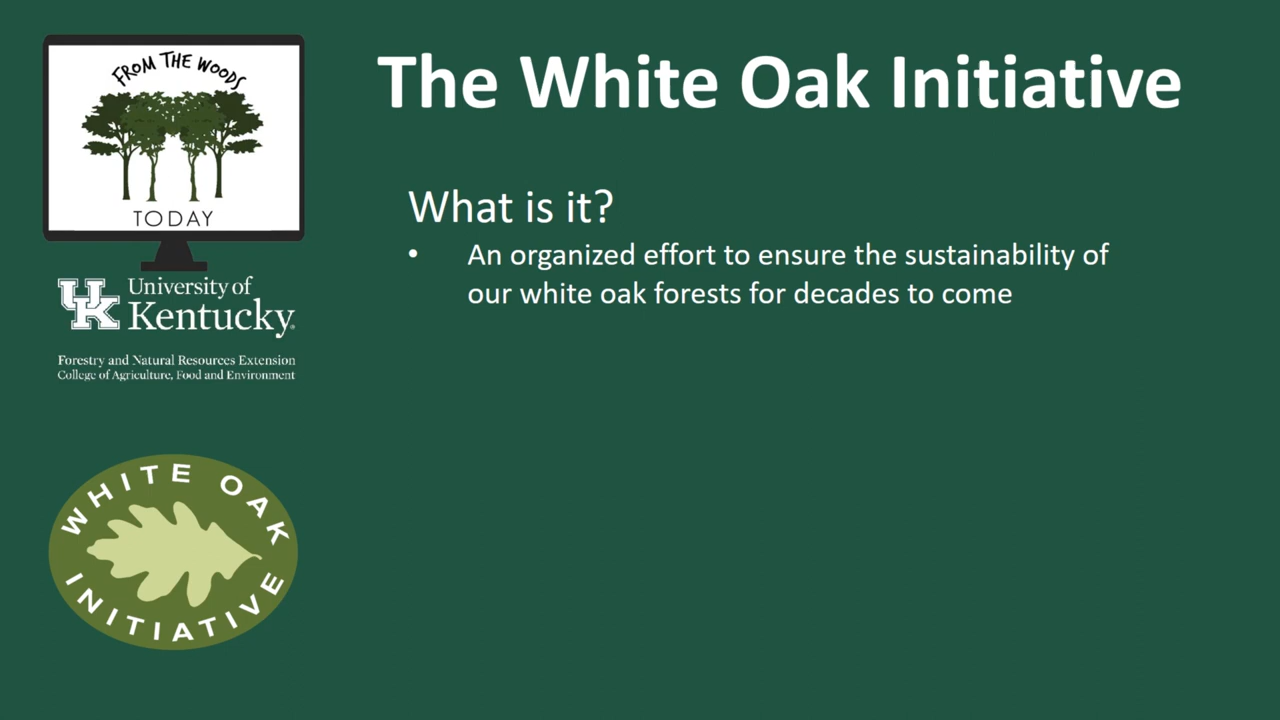 FROM THE WOODS
TODAY
UK University of
Kentucky®
Forestry and Natural Resources Extension
College of Agriculture, Food and Environment
WHITE OAK
INITIATIVE
The White Oak Initiative
What is it?
• An organized effort to ensure the sustainability of
our white oak forests for decades to come